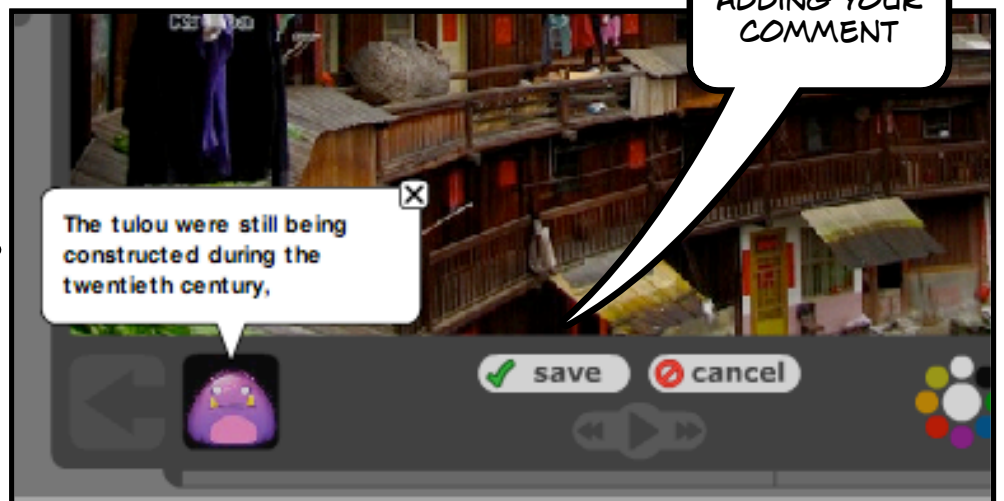 ADDING YOUR
COMMENT
The tulou were still being
constructed during the
twentieth century,
save
cancel